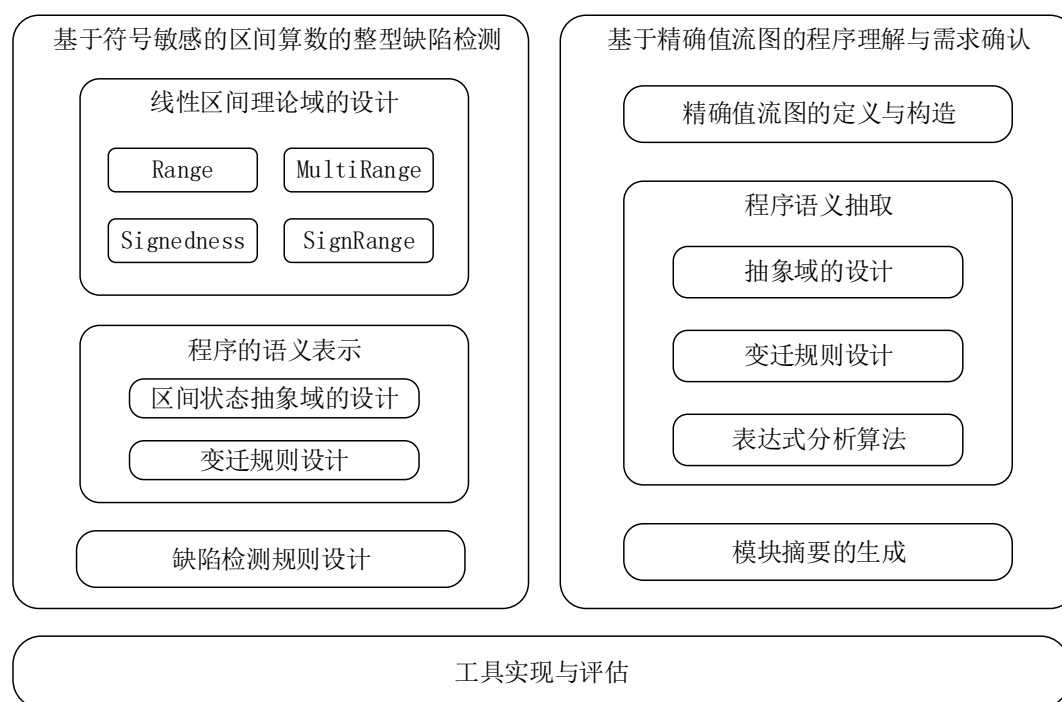 基于符号敏感的区间算数的整型缺陷检测
线性区间理论域的设计
Range
MultiRange
Signedness
SignRange
程序的语义表示
区间状态抽象域的设计
变迁规则设计
缺陷检测规则设计
基于精确值流图的程序理解与需求确认
精确值流图的定义与构造
程序语义抽取
抽象域的设计
变迁规则设计
表达式分析算法
模块摘要的生成
工具实现与评估